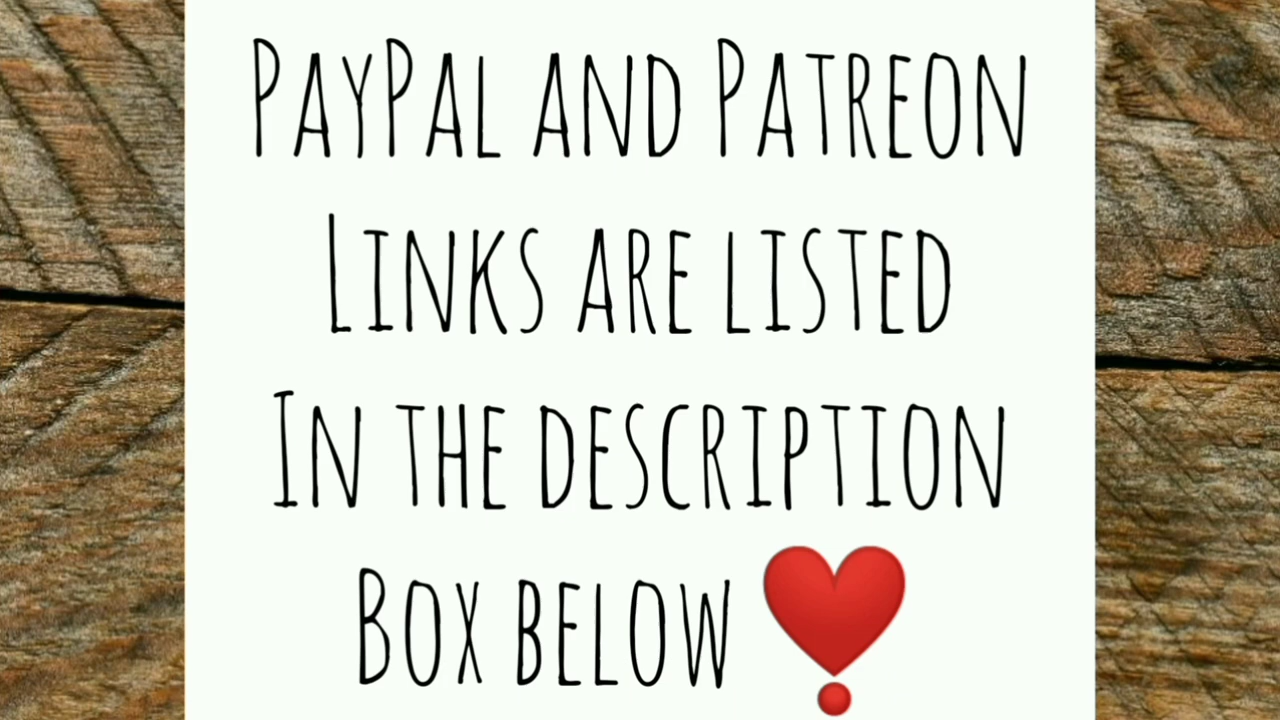 PayPal and Patreon
Links are listed
In the description
Box below ❣